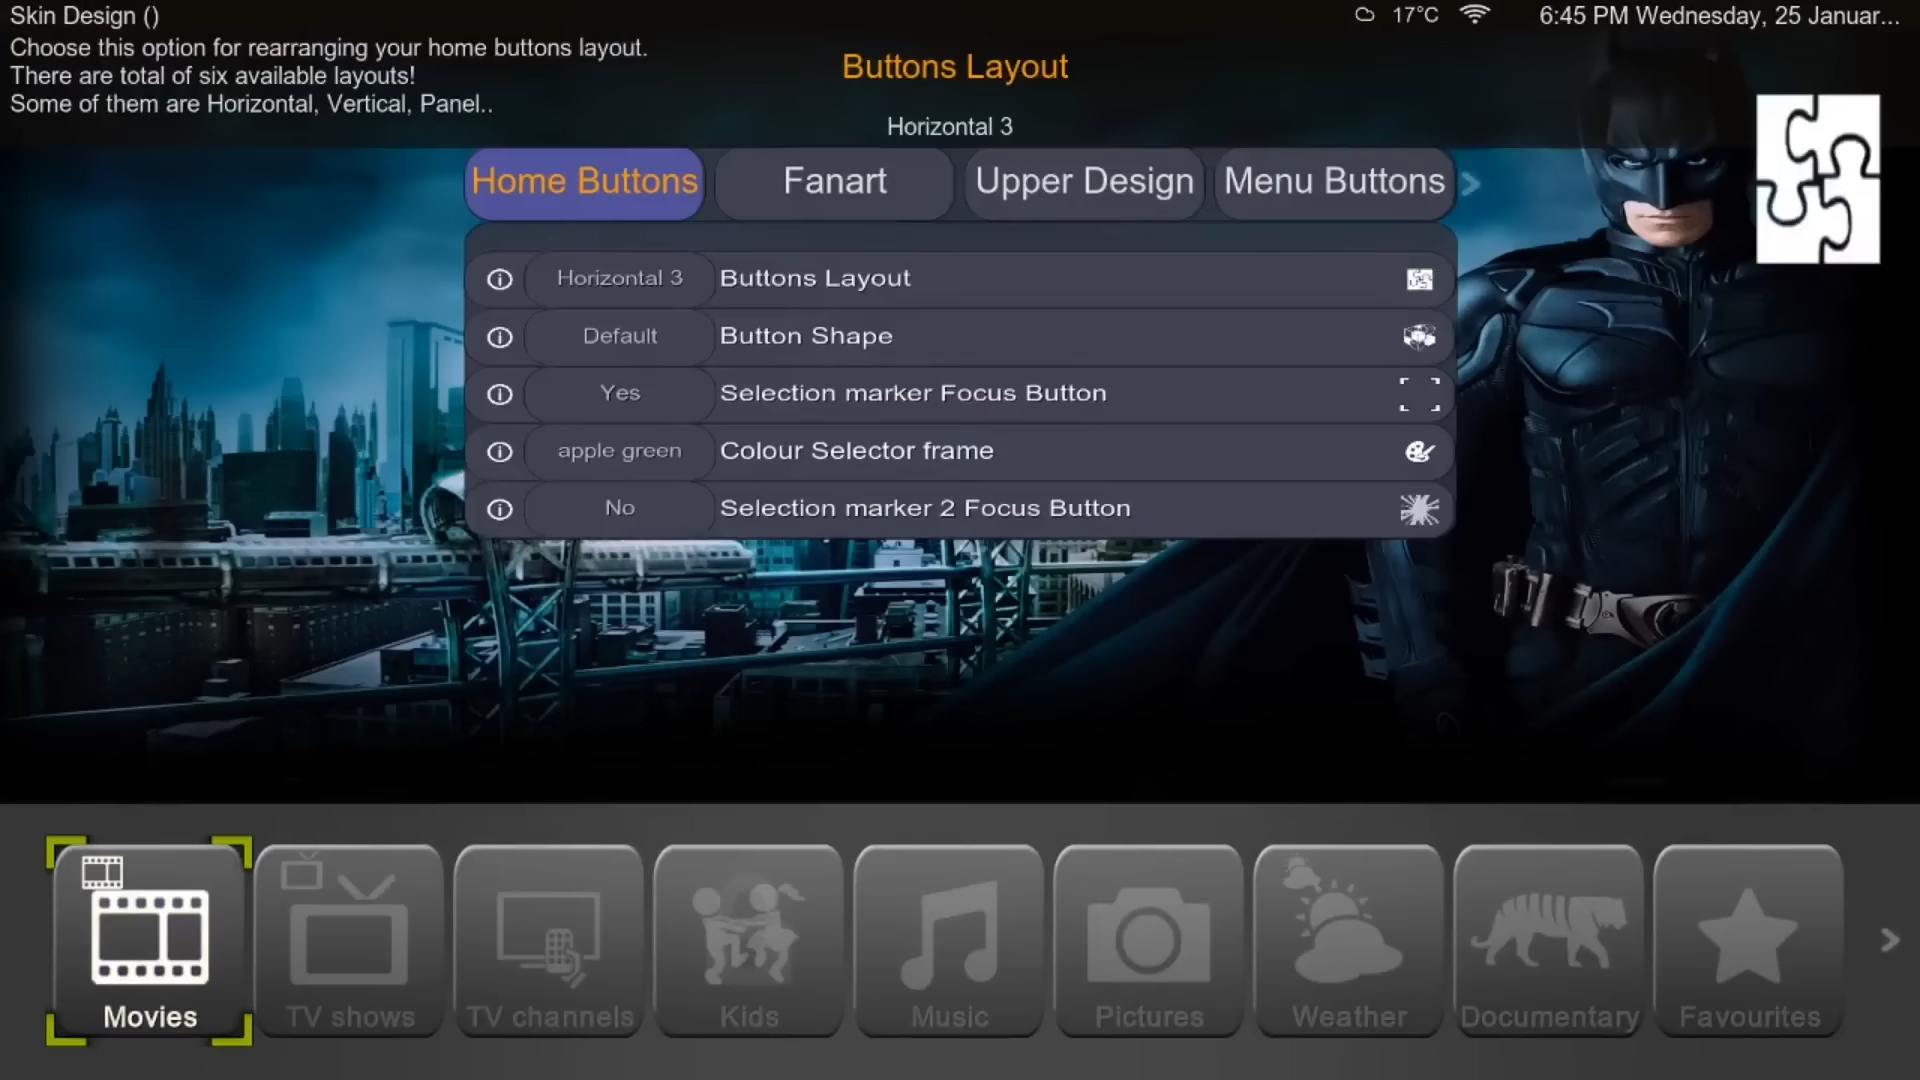 Skin Design ()
17°C
6:45 PM Wednesday, 25 Januar...
Choose this option for rearranging your home buttons layout.
There are total of six available layouts!
Some of them are Horizontal, Vertical, Panel..
Buttons Layout
Horizontal 3
Home Buttons
Fanart
Upper Design
Menu Buttons
Horizontal 3
Buttons Layout
Default
Button Shape
Yes
Selection marker Focus Button
apple green
Colour Selector frame
No
Selection marker 2 Focus Button
Movies
TV shows
TV channels
Kids
Music
Pictures
Weather
Documentary
Favourites